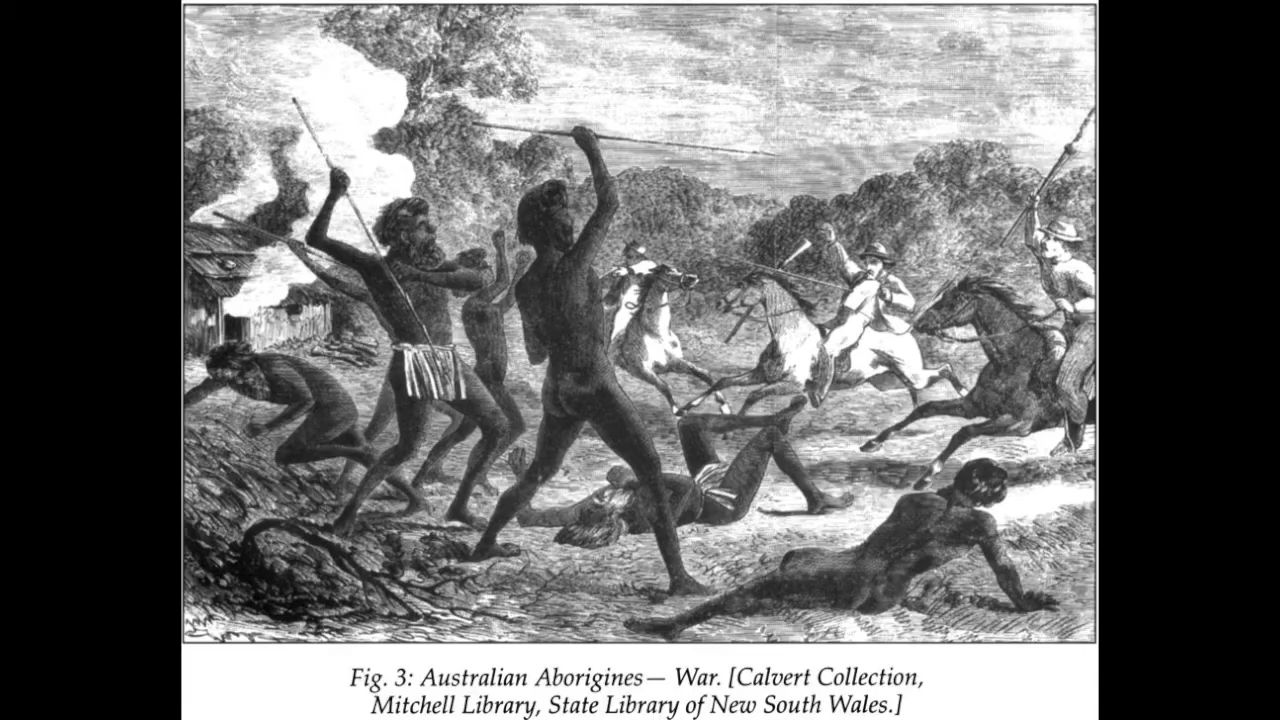 Fig. 3: Australian Aborigines— War. [Calvert Collection,
Mitchell Library, State Library of New South Wales.]